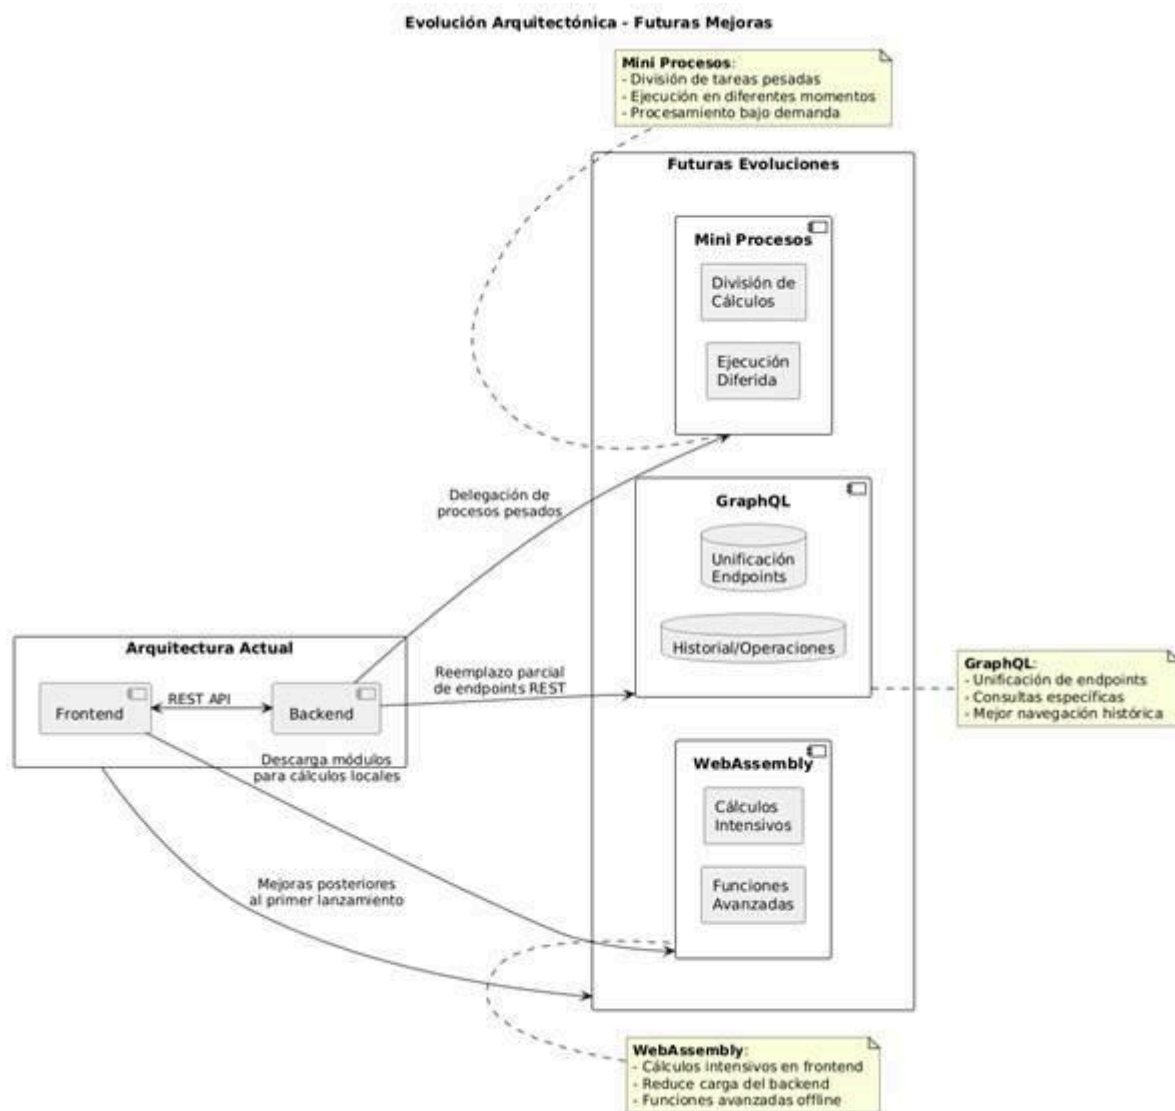 Evolución Arquitectónica - Futuras Mejoras
Mini Procesos:
- División de tareas pesadas
- Ejecución en diferentes momentos
- Procesamiento bajo demanda
Futuras Evoluciones
Mini Procesos
División de
Cálculos
Ejecución
Diferida
Delegación de
procesos pesados
GraphQL
Unificación
Endpoints
Historial/Operaciones
Arquitectura Actual
Frontend
REST API
Backend
Reemplazo parcial
de endpoints REST
GraphQL:
- Unificación de endpoints
- Consultas específicas
- Mejor navegación histórica
Descarga módulos
para cálculos locales
WebAssembly
Cálculos
Intensivos
Funciones
Avanzadas
Mejoras posteriores
al primer lanzamiento
WebAssembly:
- Cálculos intensivos en frontend
- Reduce carga del backend
- Funciones avanzadas offline